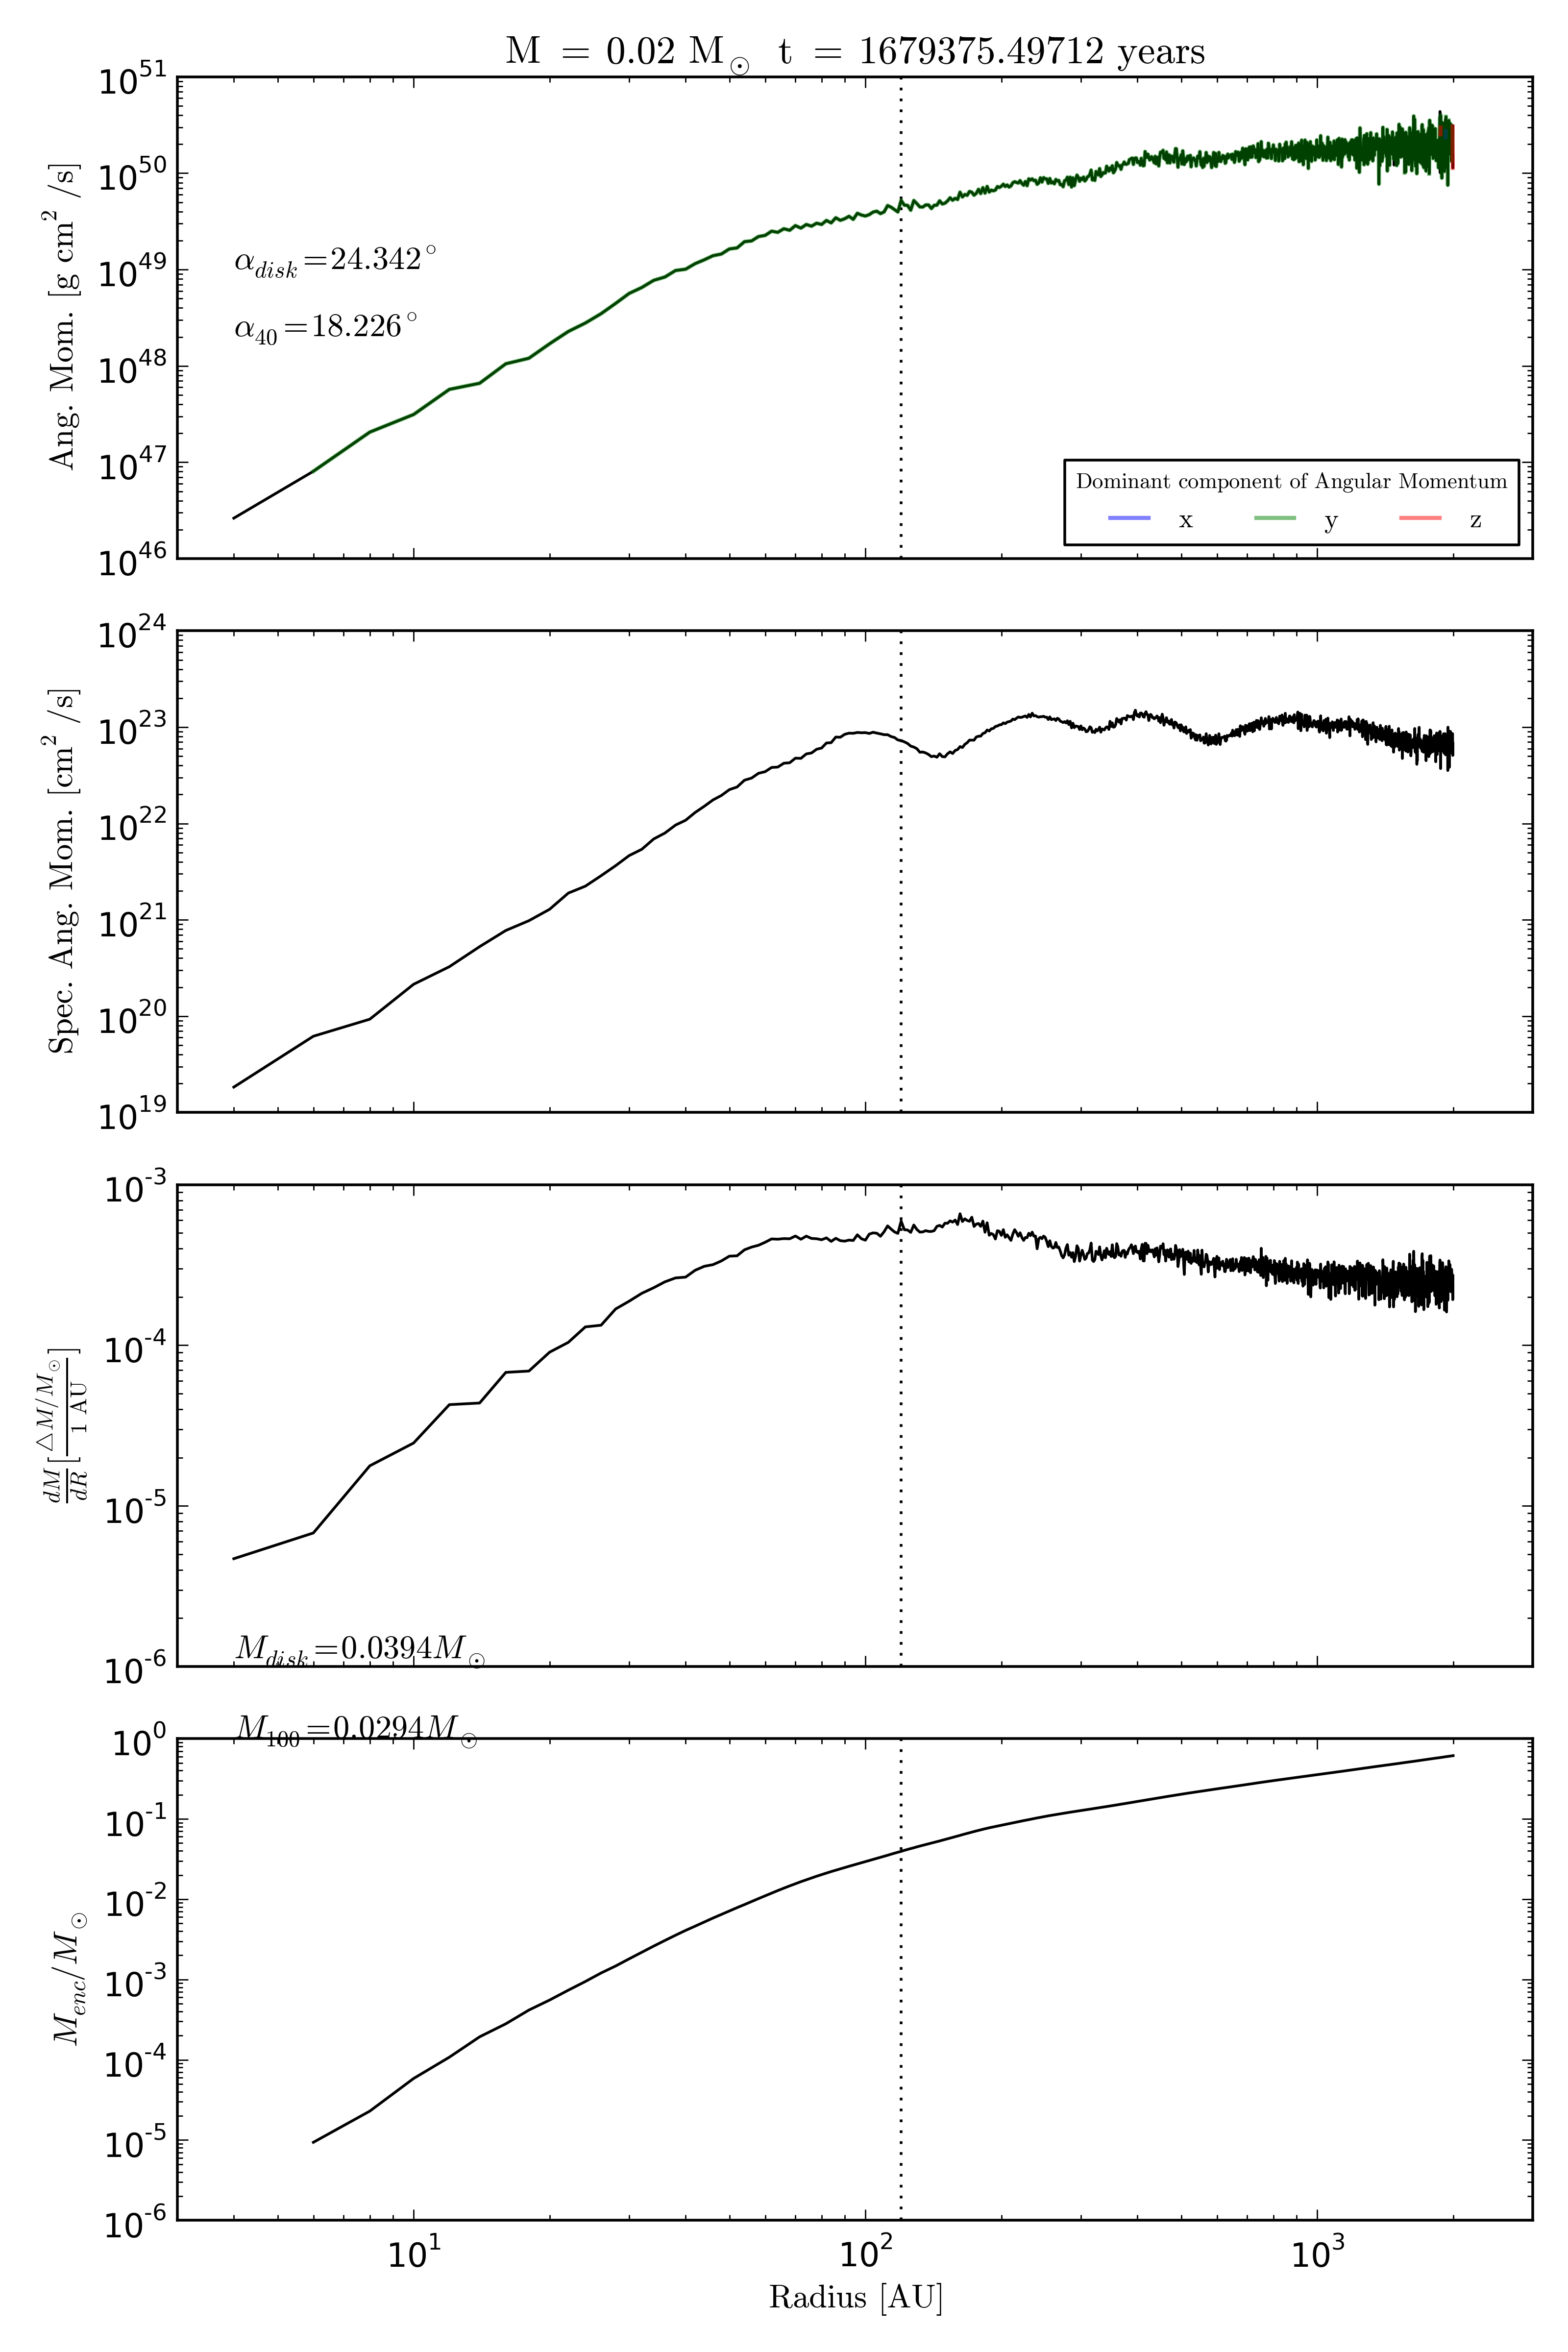 M = 0.02 M⊙ t = 1679375.49712 years
10^51
10^50
10^49
10^48
10^47
10^46
Ang. Mom. [g cm^2 /s]
α_disk=24.342°
α_40=18.226°
Dominant component of Angular Momentum
x y z
10^24
10^23
10^22
10^21
10^20
10^19
Spec. Ang. Mom. [cm^2 /s]
10^-3
10^-4
10^-5
10^-6
dM/dR [△M/M⊙ / 1 AU]
M_disk=0.0394M⊙
M_100=0.0294M⊙
10^0
10^-1
10^-2
10^-3
10^-4
10^-5
10^-6
M_enc/M⊙
10^1 10^2 10^3
Radius [AU]